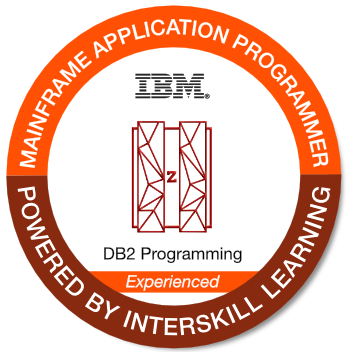 MAINFRAME APPLICATION PROGRAMMER
IBM®
z
DB2 Programming
Experienced
POWERED BY INTERSKILL LEARNING